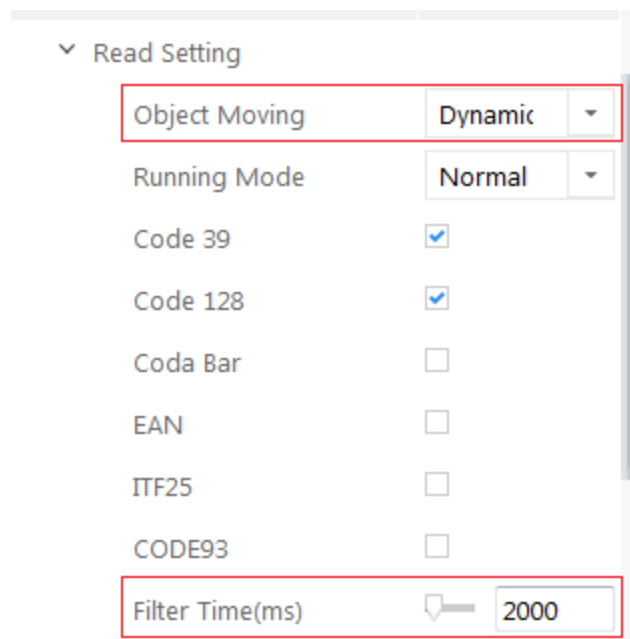 Read Setting
Object Moving Dynamic
Running Mode Normal
Code 39
Code 128
Coda Bar
EAN
ITF25
CODE93
Filter Time(ms) 2000